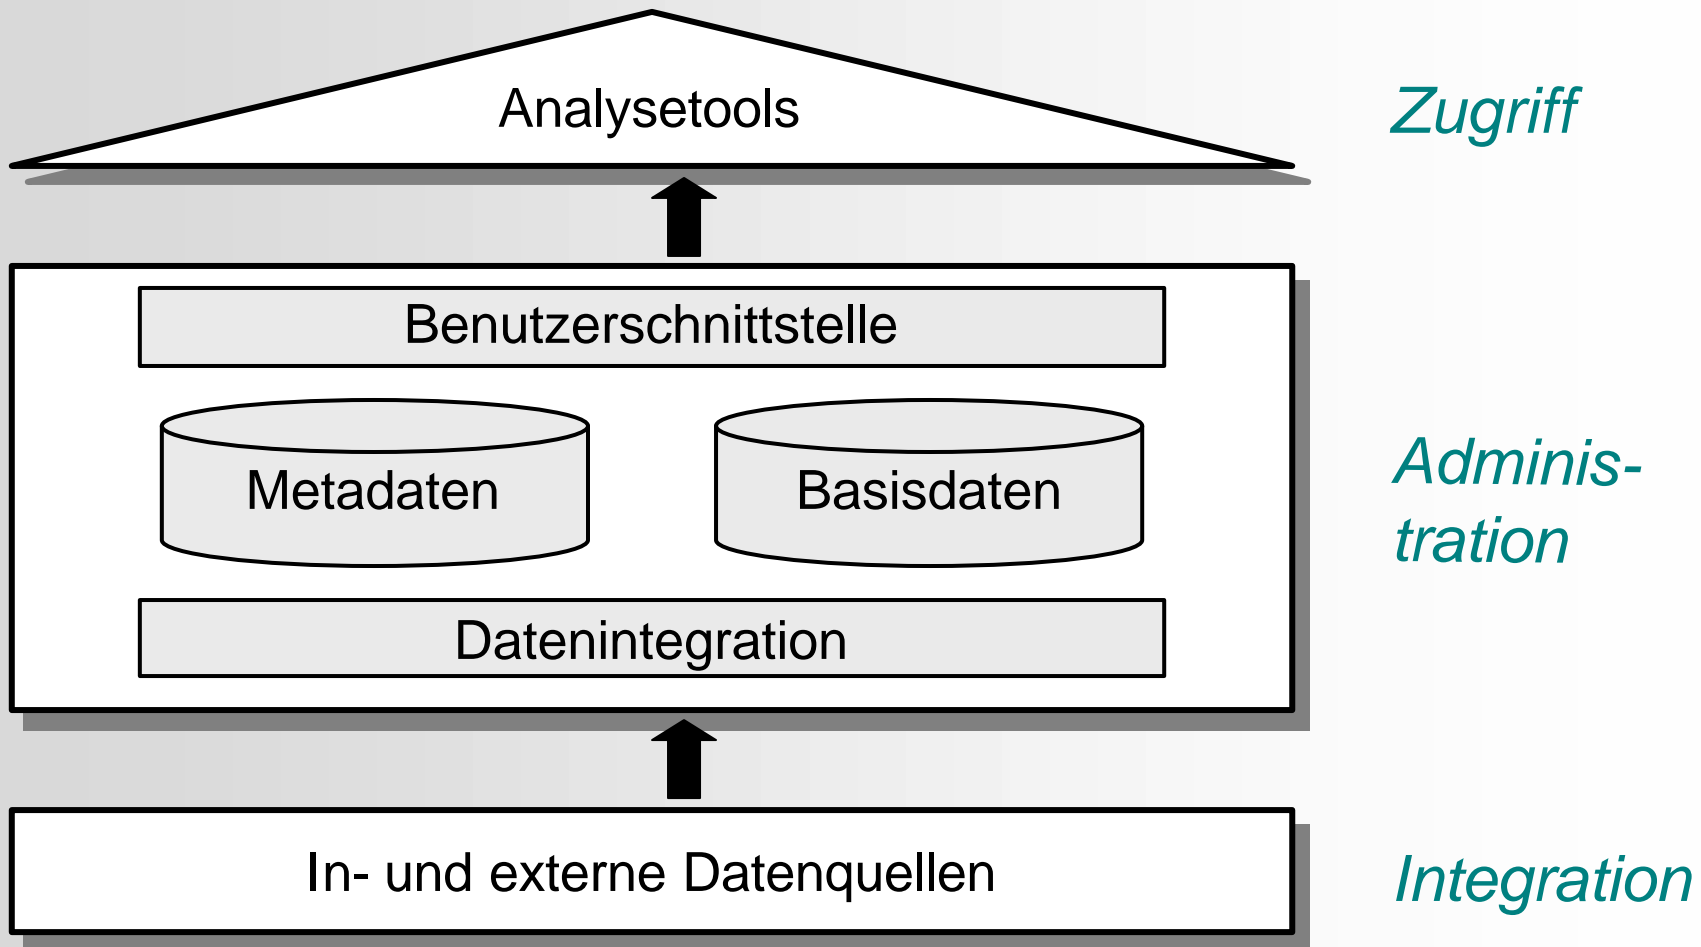 Analysetools
Zugriff
Benutzerschnittstelle
Metadaten
Basisdaten
Adminis-
tration
Datenintegration
In- und externe Datenquellen
Integration